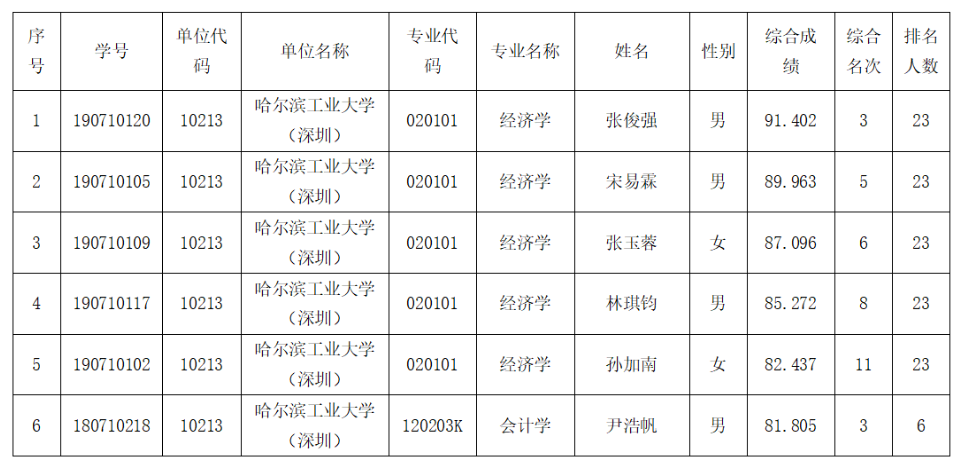 序号 学号 单位代码 单位名称 专业代码 专业名称 姓名 性别 综合成绩 综合名次 排名人数
1 190710120 10213 哈尔滨工业大学（深圳） 020101 经济学 张俊强 男 91.402 3 23
2 190710105 10213 哈尔滨工业大学（深圳） 020101 经济学 宋易霖 男 89.963 5 23
3 190710109 10213 哈尔滨工业大学（深圳） 020101 经济学 张玉蓉 女 87.096 6 23
4 190710117 10213 哈尔滨工业大学（深圳） 020101 经济学 林琪钧 男 85.272 8 23
5 190710102 10213 哈尔滨工业大学（深圳） 020101 经济学 孙加南 女 82.437 11 23
6 180710218 10213 哈尔滨工业大学（深圳） 120203K 会计学 尹浩帆 男 81.805 3 6